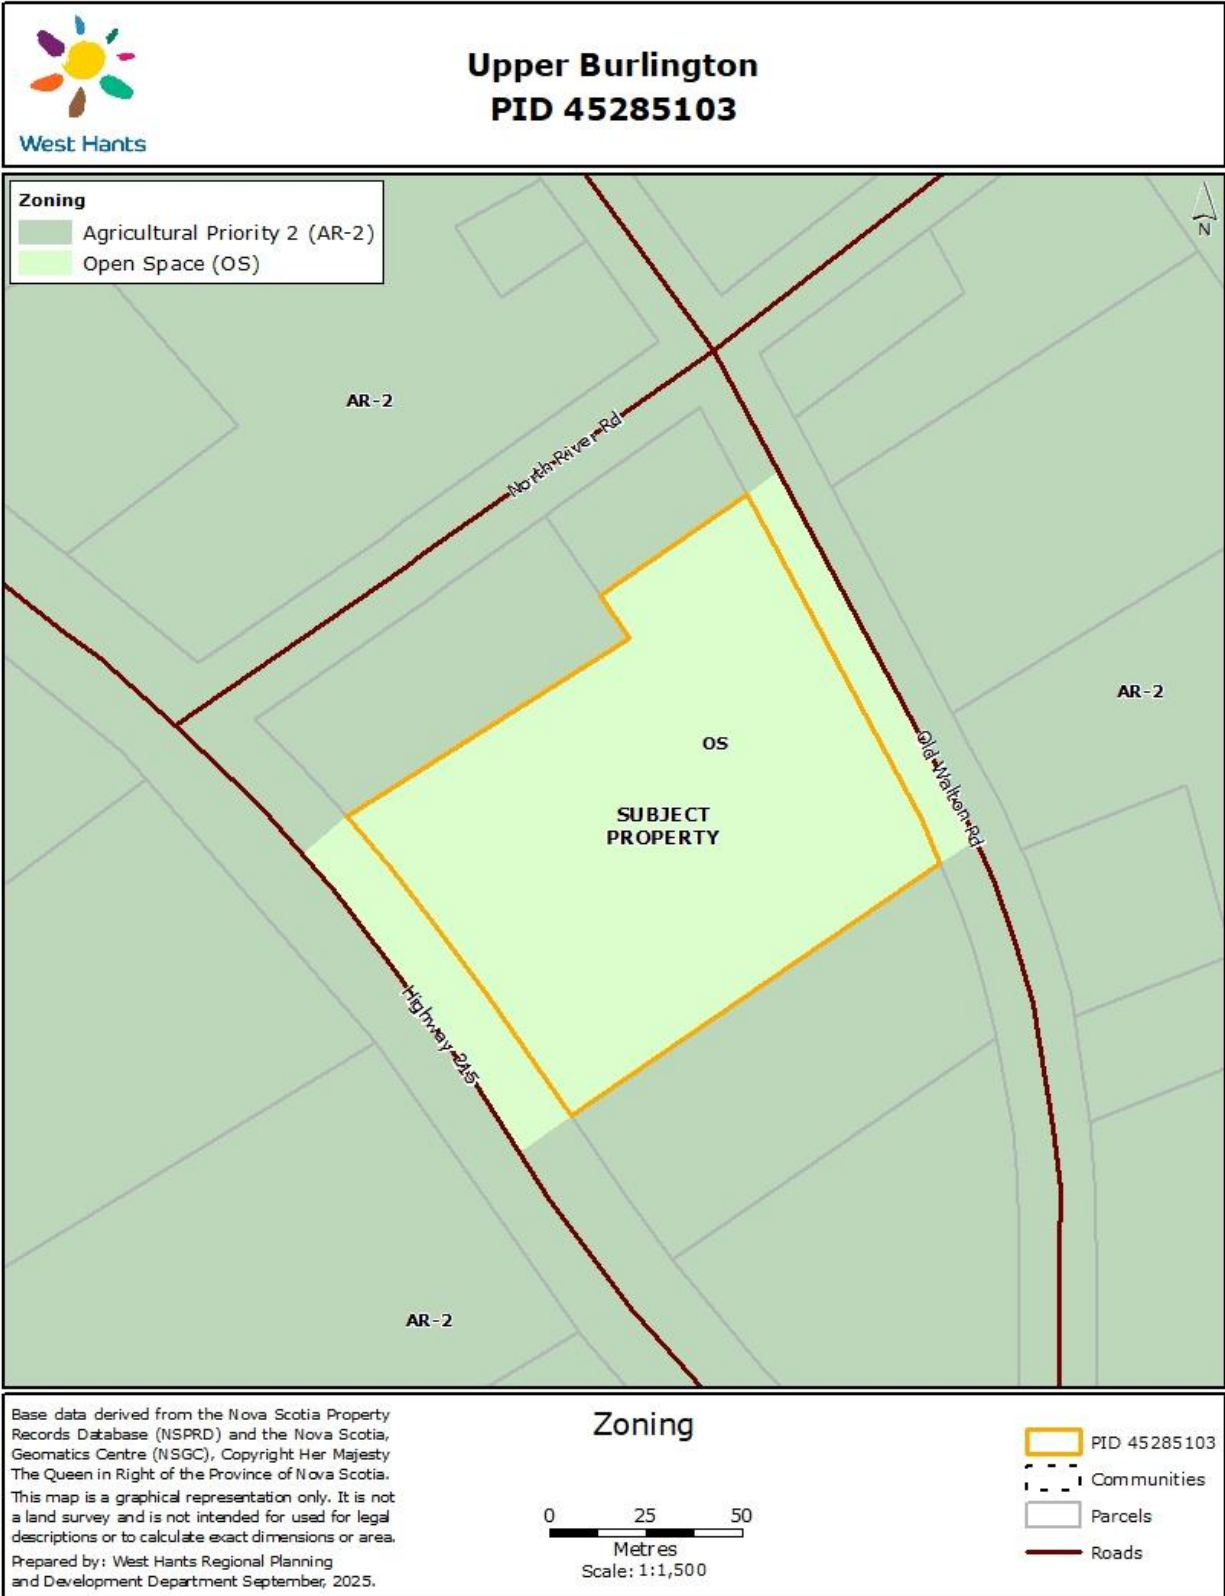 West Hants
Upper Burlington
PID 45285103
Zoning
Agricultural Priority 2 (AR-2)
Open Space (OS)
N
AR-2
North River Rd
AR-2
OS
SUBJECT
PROPERTY
Old Walton Rd
Highway 215
AR-2
Base data derived from the Nova Scotia Property
Records Database (NSPRD) and the Nova Scotia,
Geomatics Centre (NSGC), Copyright Her Majesty
The Queen in Right of the Province of Nova Scotia.
This map is a graphical representation only. It is not
a land survey and is not intended for used for legal
descriptions or to calculate exact dimensions or area.
Prepared by: West Hants Regional Planning
and Development Department September, 2025.
Zoning
0 25 50
Metres
Scale: 1:1,500
PID 45285103
Communities
Parcels
Roads